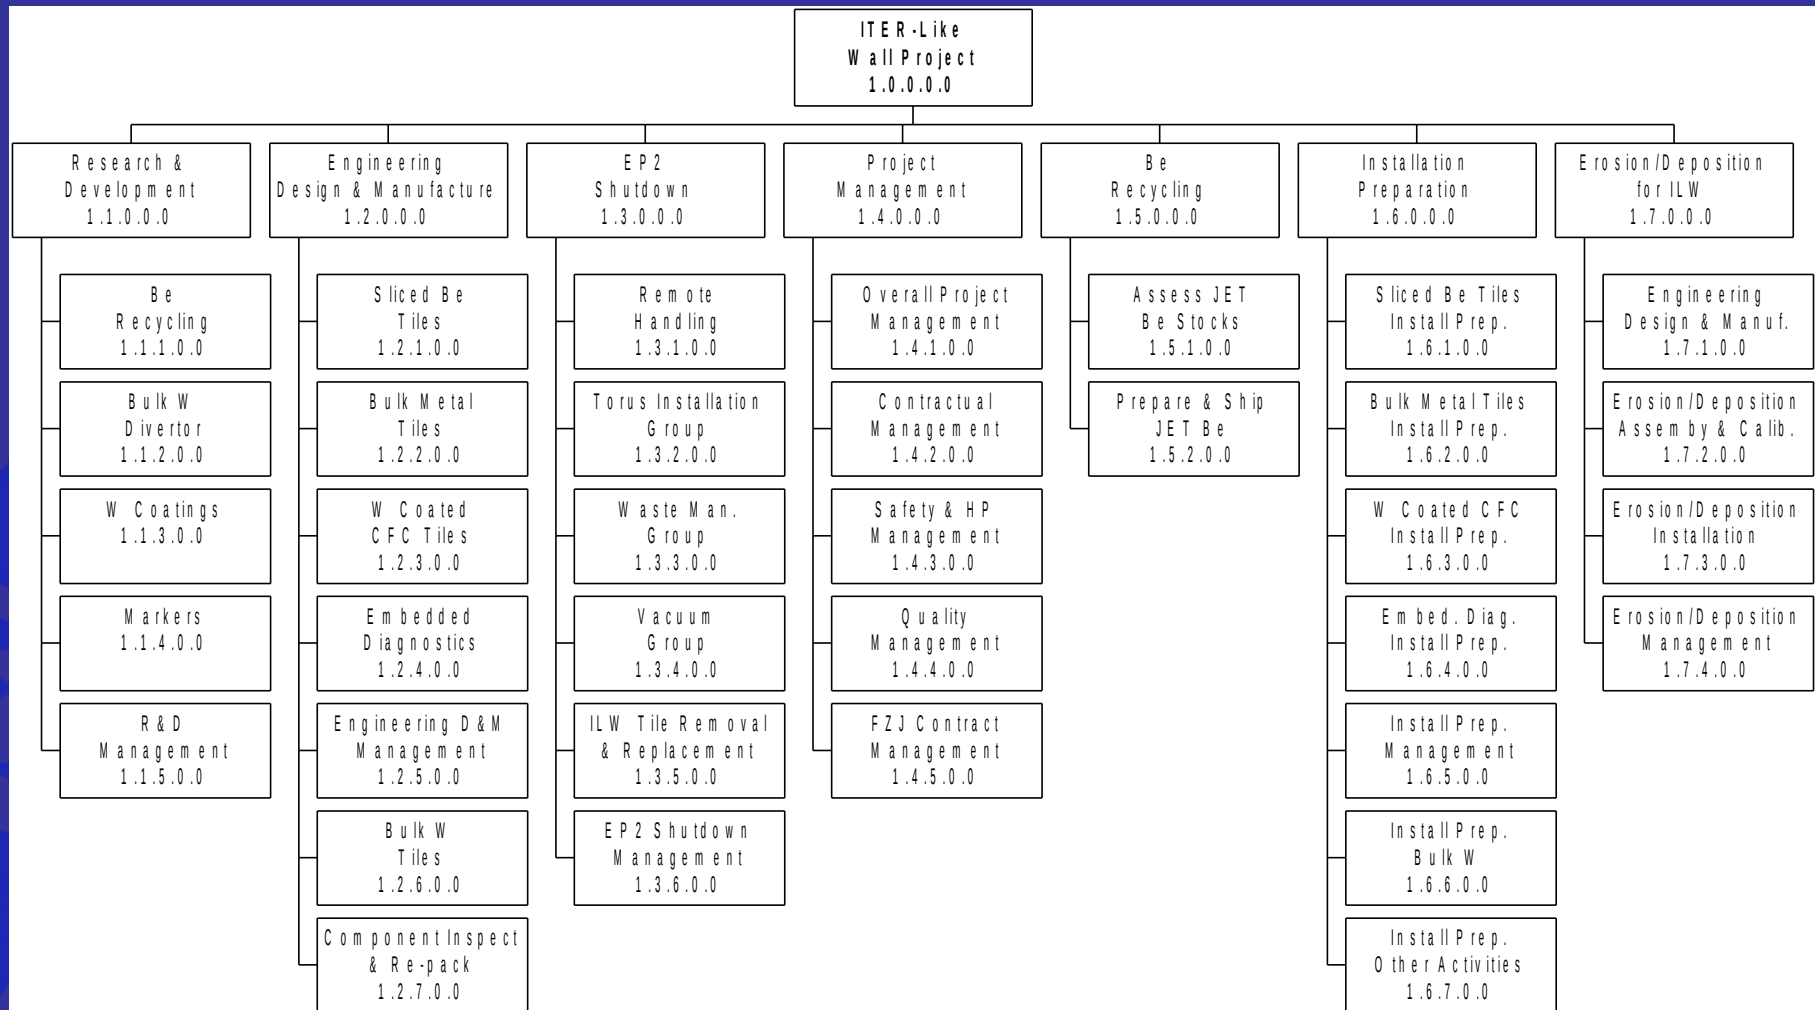 ITER-Like
Wall Project
1.0.0.0.0
Research &
Development
1.1.0.0.0
Engineering
Design & Manufacture
1.2.0.0.0
EP2
Shutdown
1.3.0.0.0
Project
Management
1.4.0.0.0
Be
Recycling
1.5.0.0.0
Installation
Preparation
1.6.0.0.0
Erosion/Deposition
for ILW
1.7.0.0.0
Be
Recycling
1.1.1.0.0
Bulk W
Divertor
1.1.2.0.0
W Coatings
1.1.3.0.0
Markers
1.1.4.0.0
R&D
Management
1.1.5.0.0
Sliced Be
Tiles
1.2.1.0.0
Bulk Metal
Tiles
1.2.2.0.0
W Coated
CFC Tiles
1.2.3.0.0
Embedded
Diagnostics
1.2.4.0.0
Engineering D&M
Management
1.2.5.0.0
Bulk W
Tiles
1.2.6.0.0
Component Inspect
& Re-pack
1.2.7.0.0
Remote
Handling
1.3.1.0.0
Torus Installation
Group
1.3.2.0.0
Waste Man.
Group
1.3.3.0.0
Vacuum
Group
1.3.4.0.0
ILW Tile Removal
& Replacement
1.3.5.0.0
EP2 Shutdown
Management
1.3.6.0.0
Overall Project
Management
1.4.1.0.0
Contractual
Management
1.4.2.0.0
Safety & HP
Management
1.4.3.0.0
Quality
Management
1.4.4.0.0
FZJ Contract
Management
1.4.5.0.0
Assess JET
Be Stocks
1.5.1.0.0
Prepare & Ship
JET Be
1.5.2.0.0
Sliced Be Tiles
Install Prep.
1.6.1.0.0
Bulk Metal Tiles
Install Prep.
1.6.2.0.0
W Coated CFC
Install Prep.
1.6.3.0.0
Embed. Diag.
Install Prep.
1.6.4.0.0
Install Prep.
Management
1.6.5.0.0
Install Prep.
Bulk W
1.6.6.0.0
Install Prep.
Other Activities
1.6.7.0.0
Engineering
Design & Manuf.
1.7.1.0.0
Erosion/Deposition
Assemby & Calib.
1.7.2.0.0
Erosion/Deposition
Installation
1.7.3.0.0
Erosion/Deposition
Management
1.7.4.0.0